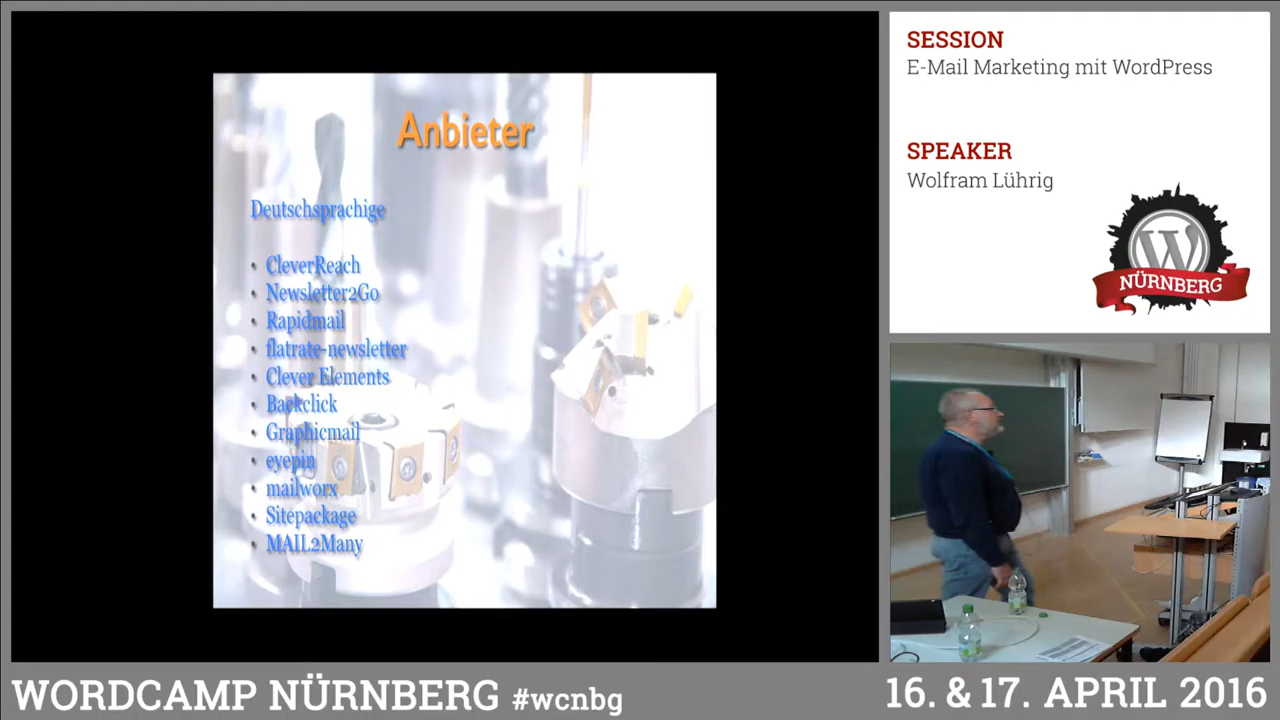 Anbieter
Deutschsprachige
• CleverReach
• Newsletter2Go
• Rapidmail
• flatrate-newsletter
• Clever Elements
• Backclick
• Graphicmail
• eyepin
• mailworx
• Sitepackage
• MAIL2Many
SESSION
E-Mail Marketing mit WordPress
SPEAKER
Wolfram Lührig
W
NÜRNBERG
WORDCAMP NÜRNBERG #wcnbg
16. & 17. APRIL 2016